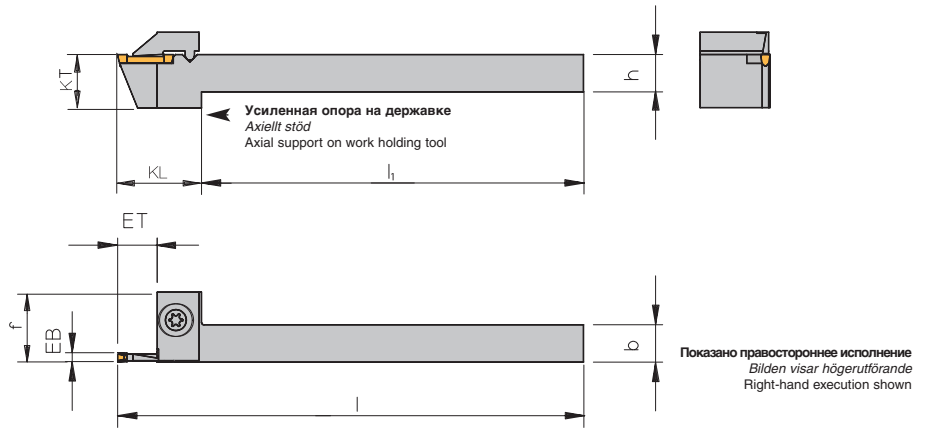 KT
h
Усиленная опора на державке
Axiellt stöd
Axial support on work holding tool
KL
l₁
ET
f
EB
b
Показано правостороннее исполнение
Bilden visar högerutförande
Right-hand execution shown
l